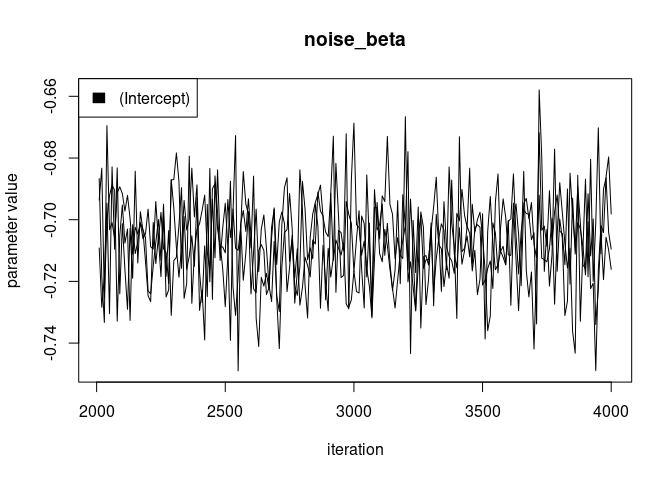 noise_beta
(Intercept)
parameter value
-0.66
-0.68
-0.70
-0.72
-0.74
2000 2500 3000 3500 4000
iteration